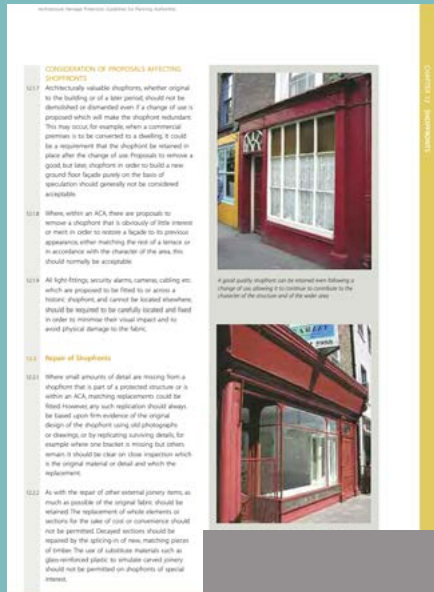 Architectural Heritage Protection Guidelines for Planning Authorities
CONSIDERATION OF PROPOSALS AFFECTING
SHOPFRONTS
12.1.7 Architecturally valuable shopfronts, whether original
to the building or of a later period, should not be
demolished or dismantled even if a change of use is
proposed which will make the shopfront redundant.
This may occur, for example, when a commercial
premises is to be converted to a dwelling. It could
be a requirement that the shopfront be retained in
place after the change of use. Proposals to remove a
good, but later, shopfront in order to build a new
ground floor façade purely on the basis of
speculation should generally not be considered
acceptable.
12.1.8 Where, within an ACA, there are proposals to
remove a shopfront that is obviously of little interest
or merit in order to restore a façade to its previous
appearance, either matching the rest of a terrace or
in accordance with the character of the area, this
should normally be acceptable.
12.1.9 All light-fittings, security alarms, cameras, cabling etc.
which are proposed to be fitted to or across a
historic shopfront, and cannot be located elsewhere,
should be required to be carefully located and fixed
in order to minimise their visual impact and to
avoid physical damage to the fabric.
12.2 Repair of Shopfronts
12.2.1 Where small amounts of detail are missing from a
shopfront that is part of a protected structure or is
within an ACA, matching replacements could be
fitted. However, any such replication should always
be based upon firm evidence of the original
design of the shopfront using old photographs
or drawings, or by replicating surviving details, for
example where one bracket is missing but others
remain. It should be clear on close inspection which
is the original material or detail and which the
replacement.
12.2.2 As with the repair of other external joinery items, as
much as possible of the original fabric should be
retained. The replacement of whole elements or
sections for the sake of cost or convenience should
not be permitted. Decayed sections should be
repaired by the splicing-in of new, matching pieces
of timber. The use of substitute materials such as
glass-reinforced plastic to simulate carved joinery
should not be permitted on shopfronts of special
interest.
A good quality shopfront can be retained even following a
change of use allowing it to continue to contribute to the
character of the structure and of the wider area
CHAPTER 12 SHOPFRONTS